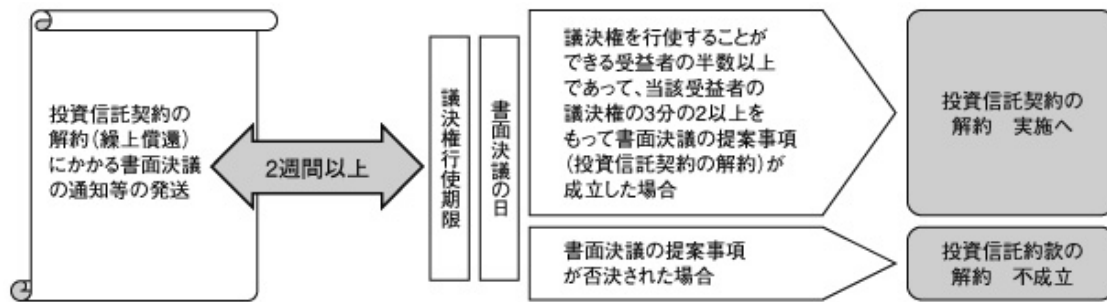 投資信託契約の
解約(繰上償還)
にかかる書面決議
の通知等の発送
2週間以上
議決権行使期限
書面決議の日
議決権を行使することが
できる受益者の半数以上
であって、当該受益者の
議決権の3分の2以上を
もって書面決議の提案事項
(投資信託契約の解約)が
成立した場合
投資信託契約の
解約 実施へ
書面決議の提案事項
が否決された場合
投資信託約款の
解約 不成立